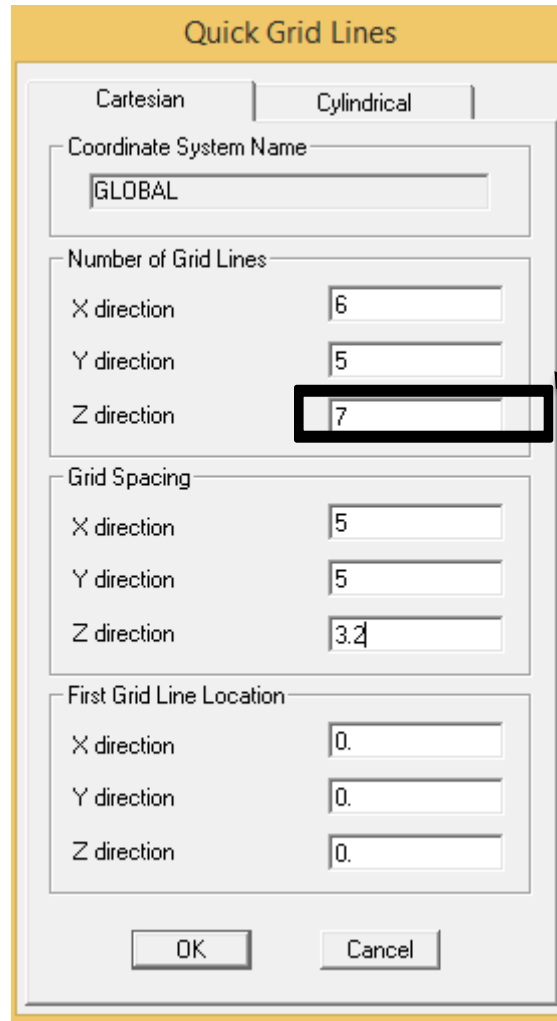 Quick Grid Lines
Cartesian Cylindrical
Coordinate System Name
GLOBAL
Number of Grid Lines
X direction 6
Y direction 5
Z direction 7
Grid Spacing
X direction 5
Y direction 5
Z direction 3.2
First Grid Line Location
X direction 0.
Y direction 0.
Z direction 0.
OK Cancel